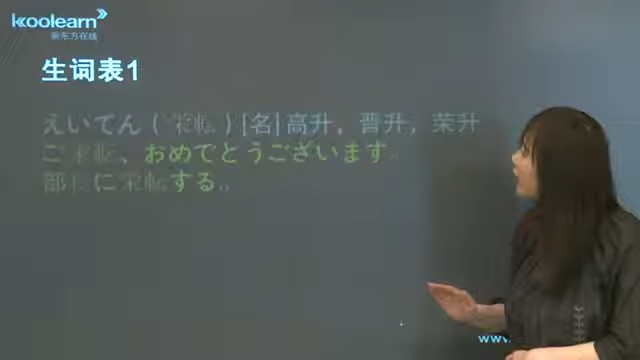 koolearn
新东方在线
生词表1
えいてん（栄転）[名]高升，晋升，荣升
ご栄転、おめでとうございます。
部長に栄転する。
www.